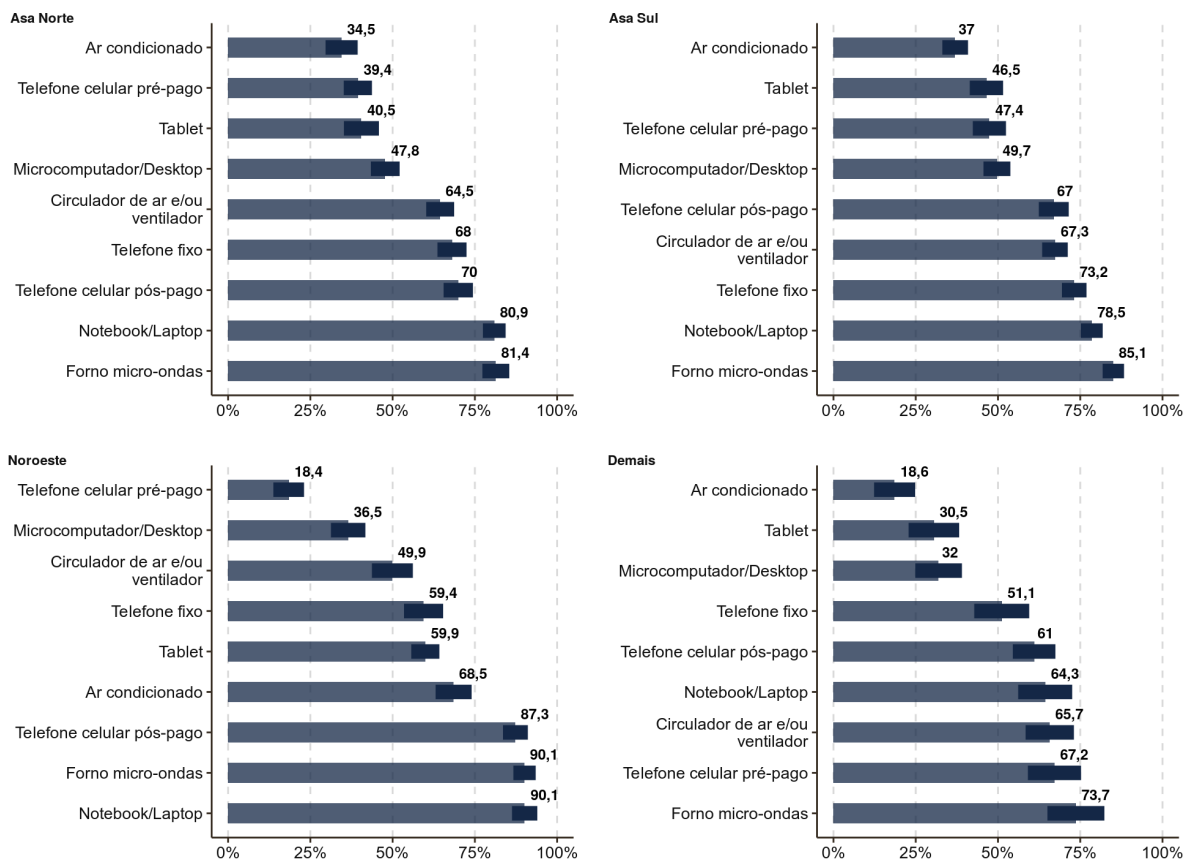 Asa Norte
34,5
Ar condicionado
39,4
Telefone celular pré-pago
40,5
Tablet
47,8
Microcomputador/Desktop
64,5
Circulador de ar e/ou
ventilador
68
Telefone fixo
70
Telefone celular pós-pago
80,9
Notebook/Laptop
81,4
Forno micro-ondas
0% 25% 50% 75% 100%
Asa Sul
37
Ar condicionado
46,5
Tablet
47,4
Telefone celular pré-pago
49,7
Microcomputador/Desktop
67
Telefone celular pós-pago
67,3
Circulador de ar e/ou
ventilador
73,2
Telefone fixo
78,5
Notebook/Laptop
85,1
Forno micro-ondas
0% 25% 50% 75% 100%
Noroeste
18,4
Telefone celular pré-pago
36,5
Microcomputador/Desktop
49,9
Circulador de ar e/ou
ventilador
59,4
Telefone fixo
59,9
Tablet
68,5
Ar condicionado
87,3
Telefone celular pós-pago
90,1
Forno micro-ondas
90,1
Notebook/Laptop
0% 25% 50% 75% 100%
Demais
18,6
Ar condicionado
30,5
Tablet
32
Microcomputador/Desktop
51,1
Telefone fixo
61
Telefone celular pós-pago
64,3
Notebook/Laptop
65,7
Circulador de ar e/ou
ventilador
67,2
Telefone celular pré-pago
73,7
Forno micro-ondas
0% 25% 50% 75% 100%